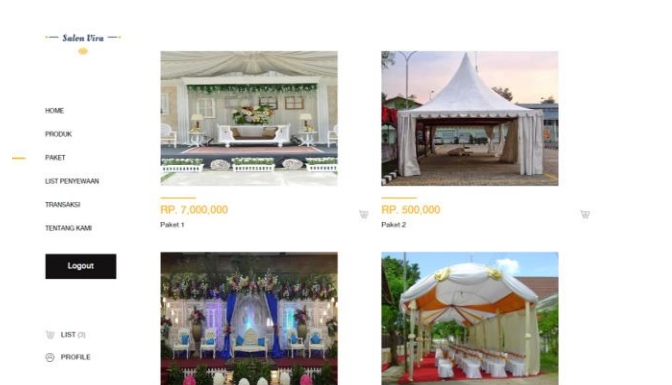 Salon Vira
HOME
PRODUK
PAKET
LIST PENYEWAAN
TRANSAKSI
TENTANG KAMI
Logout
LIST (3)
PROFILE
RP. 7,000,000
Paket 1
RP. 500,000
Paket 2